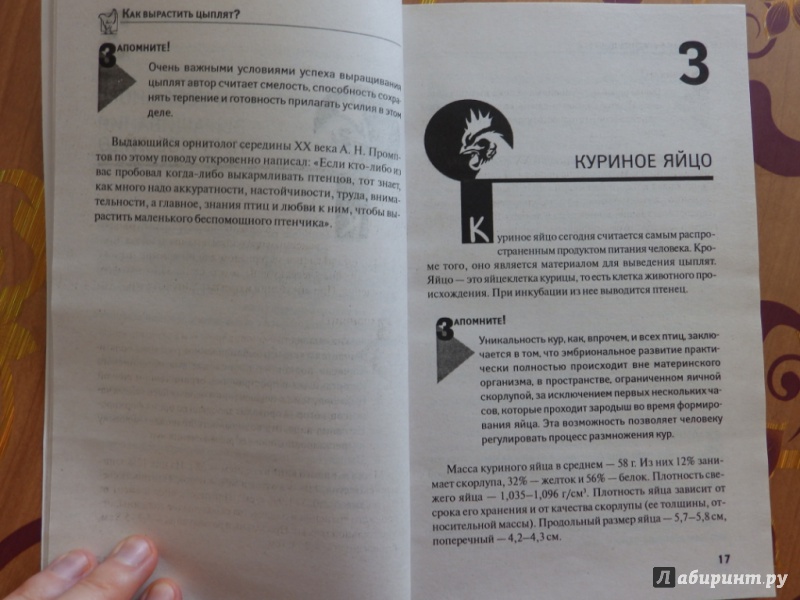 Как вырастить цыплят?
Запомните!
Очень важными условиями успеха выращивания
цыплят автор считает смелость, способность сохра-
нять терпение и готовность прилагать усилия в этом
деле.
Выдающийся орнитолог середины XX века А. Н. Промп-
тов по этому поводу откровенно написал: «Если кто-либо из
вас пробовал когда-либо выкармливать птенцов, тот знает,
как много надо аккуратности, настойчивости, труда, внима-
тельности, а главное, знания птиц и любви к ним, чтобы вы-
растить маленького беспомощного птенчика».
3
КУРИНОЕ ЯЙЦО
Куриное яйцо сегодня считается самым распро-
страненным продуктом питания человека. Кро-
ме того, оно является материалом для выведения цыплят.
Яйцо — это яйцеклетка курицы, то есть клетка животного про-
исхождения. При инкубации из нее выводится птенец.
Запомните!
Уникальность кур, как, впрочем, и всех птиц, заклю-
чается в том, что эмбриональное развитие практи-
чески полностью происходит вне материнского
организма, в пространстве, ограниченном яичной
скорлупой, за исключением первых нескольких ча-
сов, которые проходит зародыш во время формирова-
ния яйца. Эта возможность позволяет человеку
регулировать процесс размножения кур.
Масса куриного яйца в среднем — 58 г. Из них 12% зани-
мает скорлупа, 32% — желток и 56% — белок. Плотность све-
жего яйца — 1,035–1,096 г/см³. Плотность яйца зависит от
срока его хранения и от качества скорлупы (ее толщины, от-
носительной массы). Продольный размер яйца — 5,7–5,8 см,
поперечный — 4,2–4,3 см.
17
Лабиринт.ру